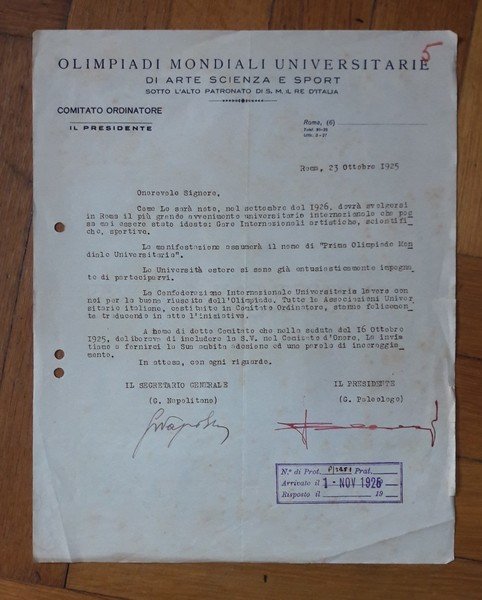 5
OLIMPIADI MONDIALI UNIVERSITARIE
DI ARTE SCIENZA E SPORT
SOTTO L'ALTO PATRONATO DI S. M. IL RE D'ITALIA
COMITATO ORDINATORE
IL PRESIDENTE
Roma, (6)
Roma, 23 Ottobre 1925
Onorevole Signore,
Come Le sarà noto, nel settembre del 1926, dovrà svolgersi
in Roma il più grande avvenimento universitario internazionale che pos
sa mai essere stato ideato: Gare Internazionali artistiche, scientifi
che, sportive.
La manifestazione assumerà il nome di "Prima Olimpiade Mon
diale Universitaria".
Le Università estere si sono già entusiasticamente impegna
te di parteciparvi.
La Confederazione Internazionale Universitaria lavora con
noi per la buona riuscita dell'Olimpiade. Tutte le Associazioni Univer
sitarie italiane, costituite in Comitato Ordinatore, stanno felicemen
te traducendo in atto l'iniziativa.
A nome di detto Comitato che nella seduta del 16 Ottobre
1925, deliberava di includere la S.V. nel Comitato d'Onore, La invi
tiamo a fornirci la Sua subita adesione ed una parola di incoraggia
mento.
In attesa, con ogni riguardo.
IL SEGRETARIO GENERALE
(G. Napolitano)
IL PRESIDENTE
(G. Paleologo)
N.° di Prot. Prat.
Arrivato il 1 - NOV 1925
Risposto il 19